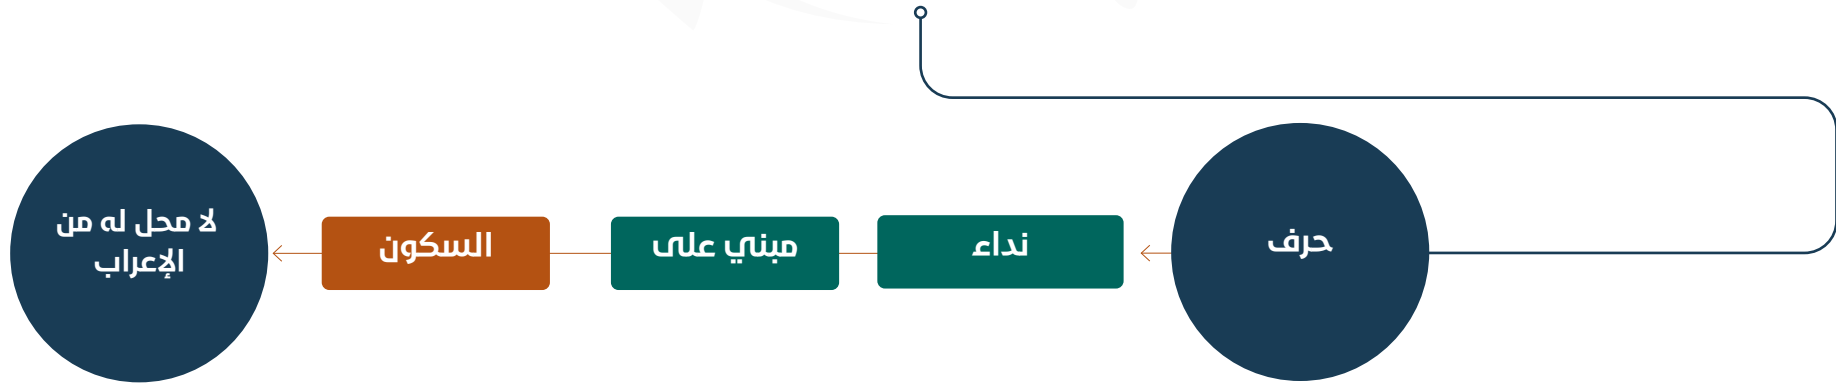 حرف
نداء
مبني على
السكون
لا محل له من
الإعراب